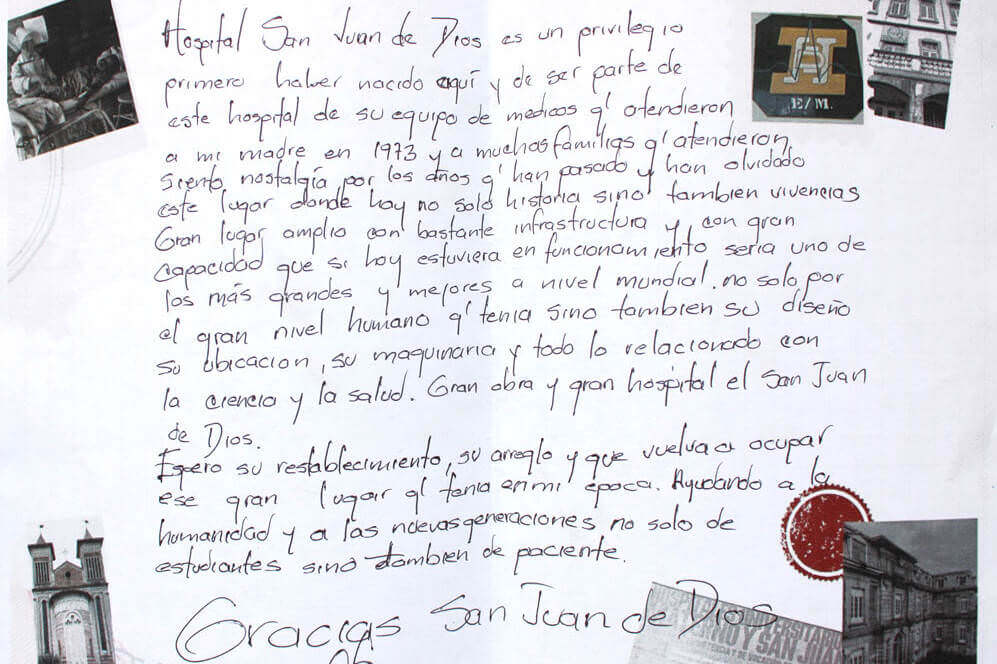 Hospital San Juan de Dios es un privilegio
primero haber nacido aquí y de ser parte de
este hospital de su equipo de medicos q' atendieron
a mi madre en 1973 y a muchas familias q' atendieron
siento nostalgia por los años q' han pasado y han olvidado
este lugar donde hay no solo historia sino tambien vivencias
Gran lugar amplio con bastante infrastructura y con gran
capacidad que si hoy estuviera en funcionamiento seria uno de
los más grandes y mejores a nivel mundial. no solo por
el gran nivel humano q' tenia sino tambien su diseño
su ubicacion, su maquinaria y todo lo relacionado con
la ciencia y la salud. Gran obra y gran hospital el San Juan
de Dios.
Espero su restablecimiento, su arreglo y que vuelva a ocupar
ese gran lugar q' tenia en mi epoca. Ayudando a la
humanidad y a las nuevas generaciones no solo de
estudiantes sino tambien de paciente.
Gracias San Juan de Dios
E/M.